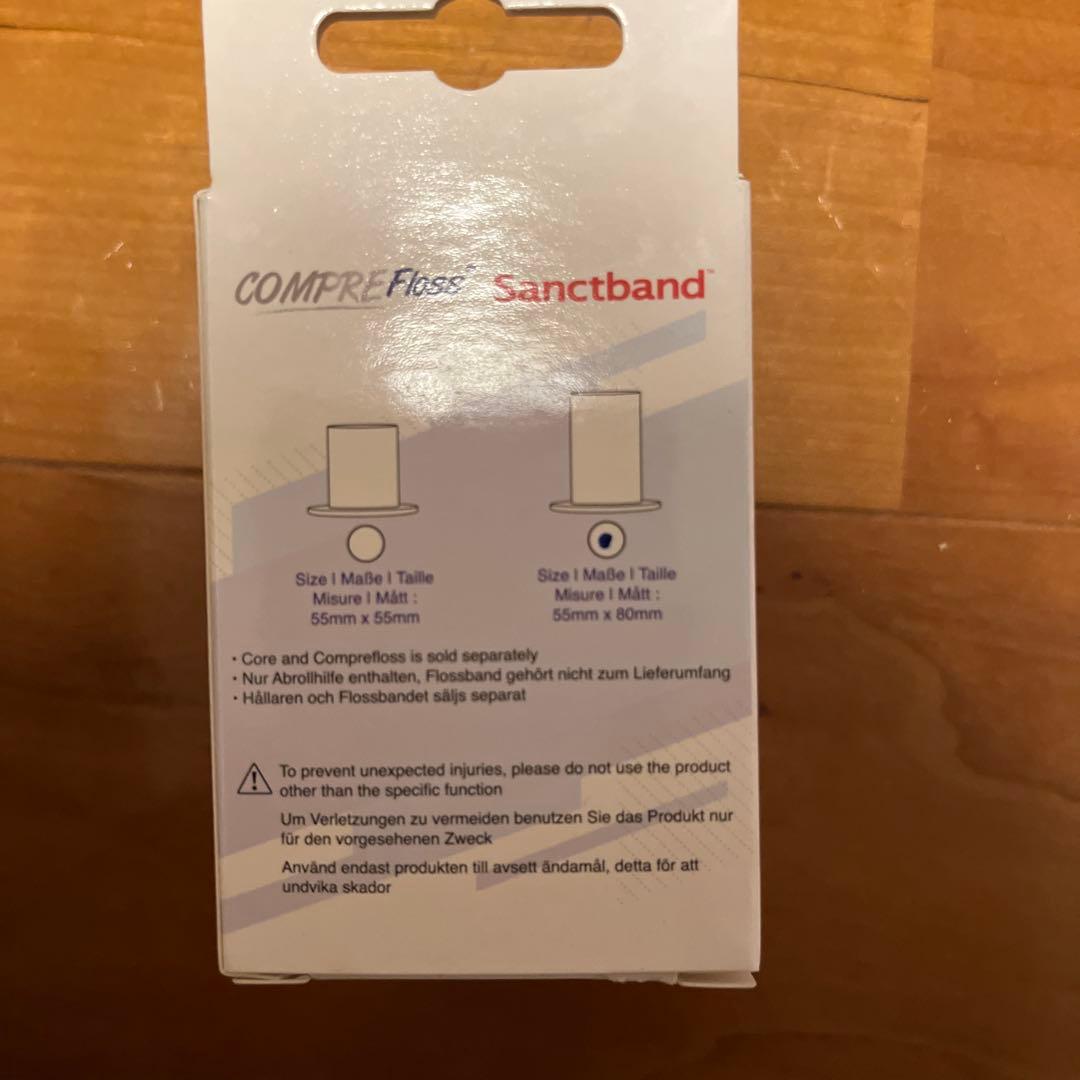 COMPREFloss™ Sanctband™
Size | Maße | Taille
Misure | Mått :
55mm x 55mm
Size | Maße | Taille
Misure | Mått :
55mm x 80mm
• Core and Comprefloss is sold separately
• Nur Abrollhilfe enthalten, Flossband gehört nicht zum Lieferumfang
• Hållaren och Flossbandet säljs separat
To prevent unexpected injuries, please do not use the product
other than the specific function
Um Verletzungen zu vermeiden benutzen Sie das Produkt nur
für den vorgesehenen Zweck
Använd endast produkten till avsett ändamål, detta för att
undvika skador